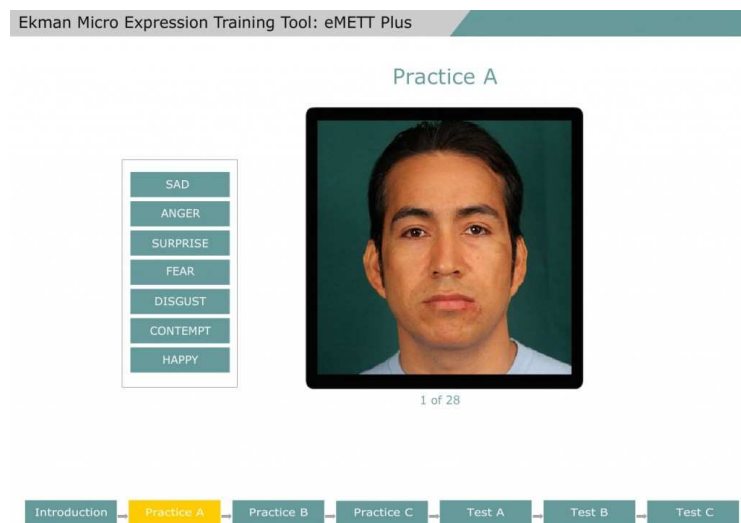 Ekman Micro Expression Training Tool: eMETT Plus
Practice A
SAD
ANGER
SURPRISE
FEAR
DISGUST
CONTEMPT
HAPPY
1 of 28
Introduction Practice A Practice B Practice C Test A Test B Test C